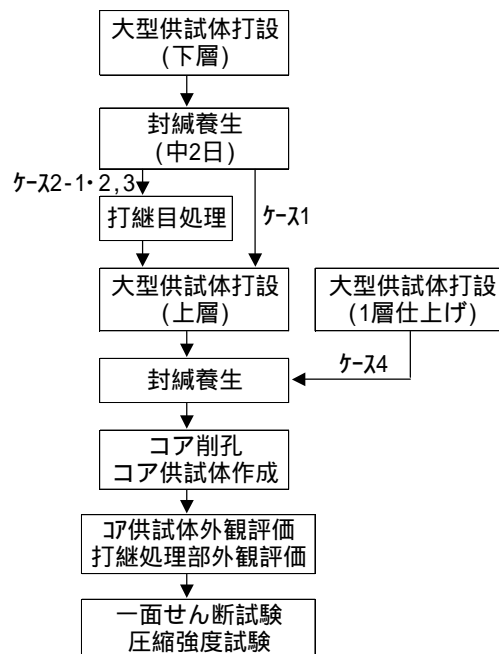 大型供試体打設
(下層)
封緘養生
(中2日)
ｹｰｽ2-1･2,3
ｹｰｽ1
打継目処理
大型供試体打設
(上層)
大型供試体打設
(1層仕上げ)
ｹｰｽ4
封緘養生
コア削孔
コア供試体作成
ｺｱ供試体外観評価
打継処理部外観評価
一面せん断試験
圧縮強度試験